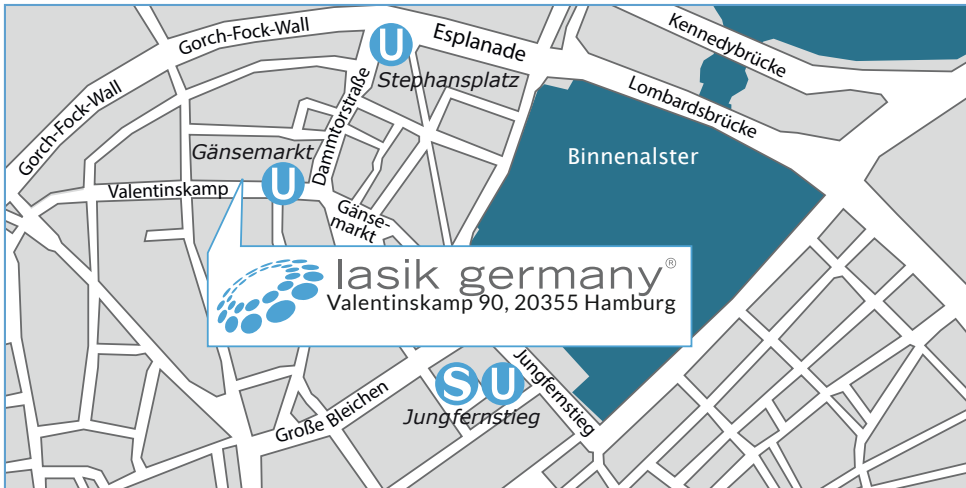 Gorch-Fock-Wall
Esplanade
Kennedybrücke
U
Stephansplatz
Lombardsbrücke
Gorch-Fock-Wall
Dammtorstraße
Gänsemarkt
Binnenalster
U
Valentinskamp
Gänse-
markt
lasik germany®
Valentinskamp 90, 20355 Hamburg
Jungfernstieg
S U
Große Bleichen
Jungfernstieg